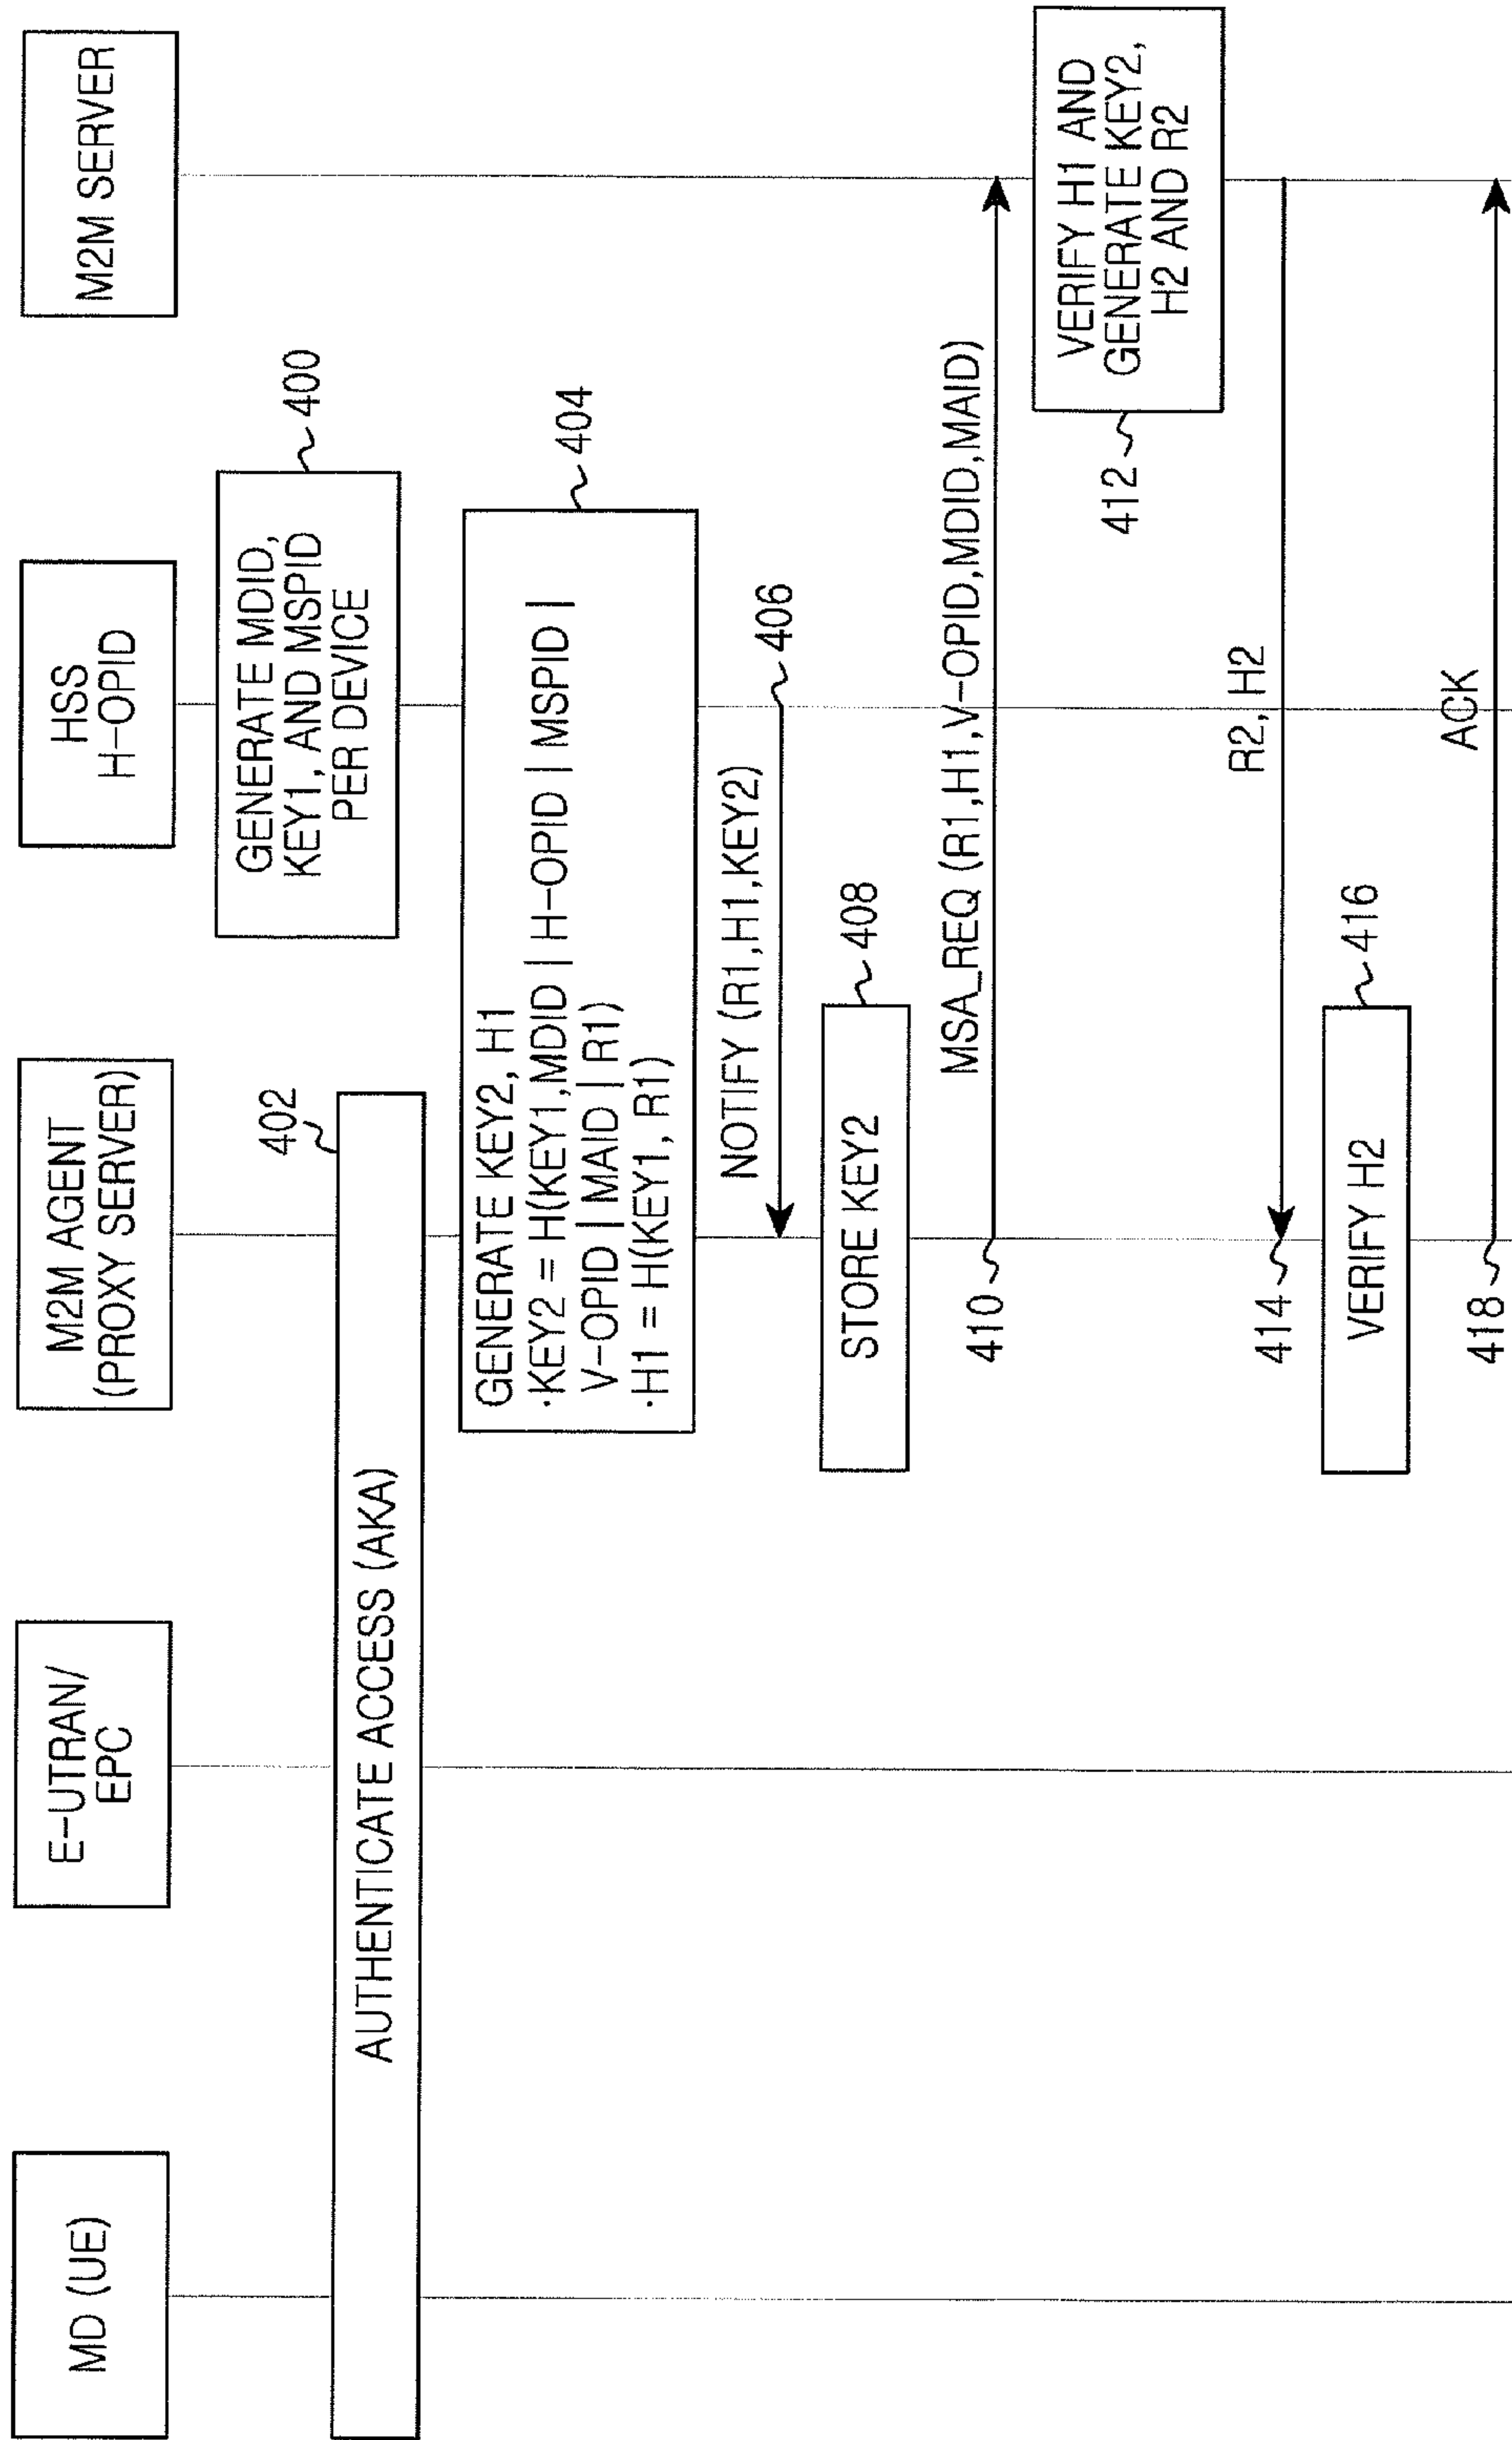 MD (UE)
E-UTRAN/
EPC
M2M AGENT
(PROXY SERVER)
HSS
H-OPID
M2M SERVER
GENERATE MDID,
KEY1, AND MSPID
PER DEVICE
400
402
AUTHENTICATE ACCESS (AKA)
404
GENERATE KEY2, H1
·KEY2 = H(KEY1,MDID | H-OPID | MSPID |
V-OPID | MAID | R1)
·H1 = H(KEY1, R1)
NOTIFY (R1,H1,KEY2)
406
STORE KEY2
408
MSA_REQ (R1,H1,V-OPID,MDID,MAID)
410
VERIFY H1 AND
GENERATE KEY2,
H2 AND R2
412
R2, H2
414
VERIFY H2
416
ACK
418